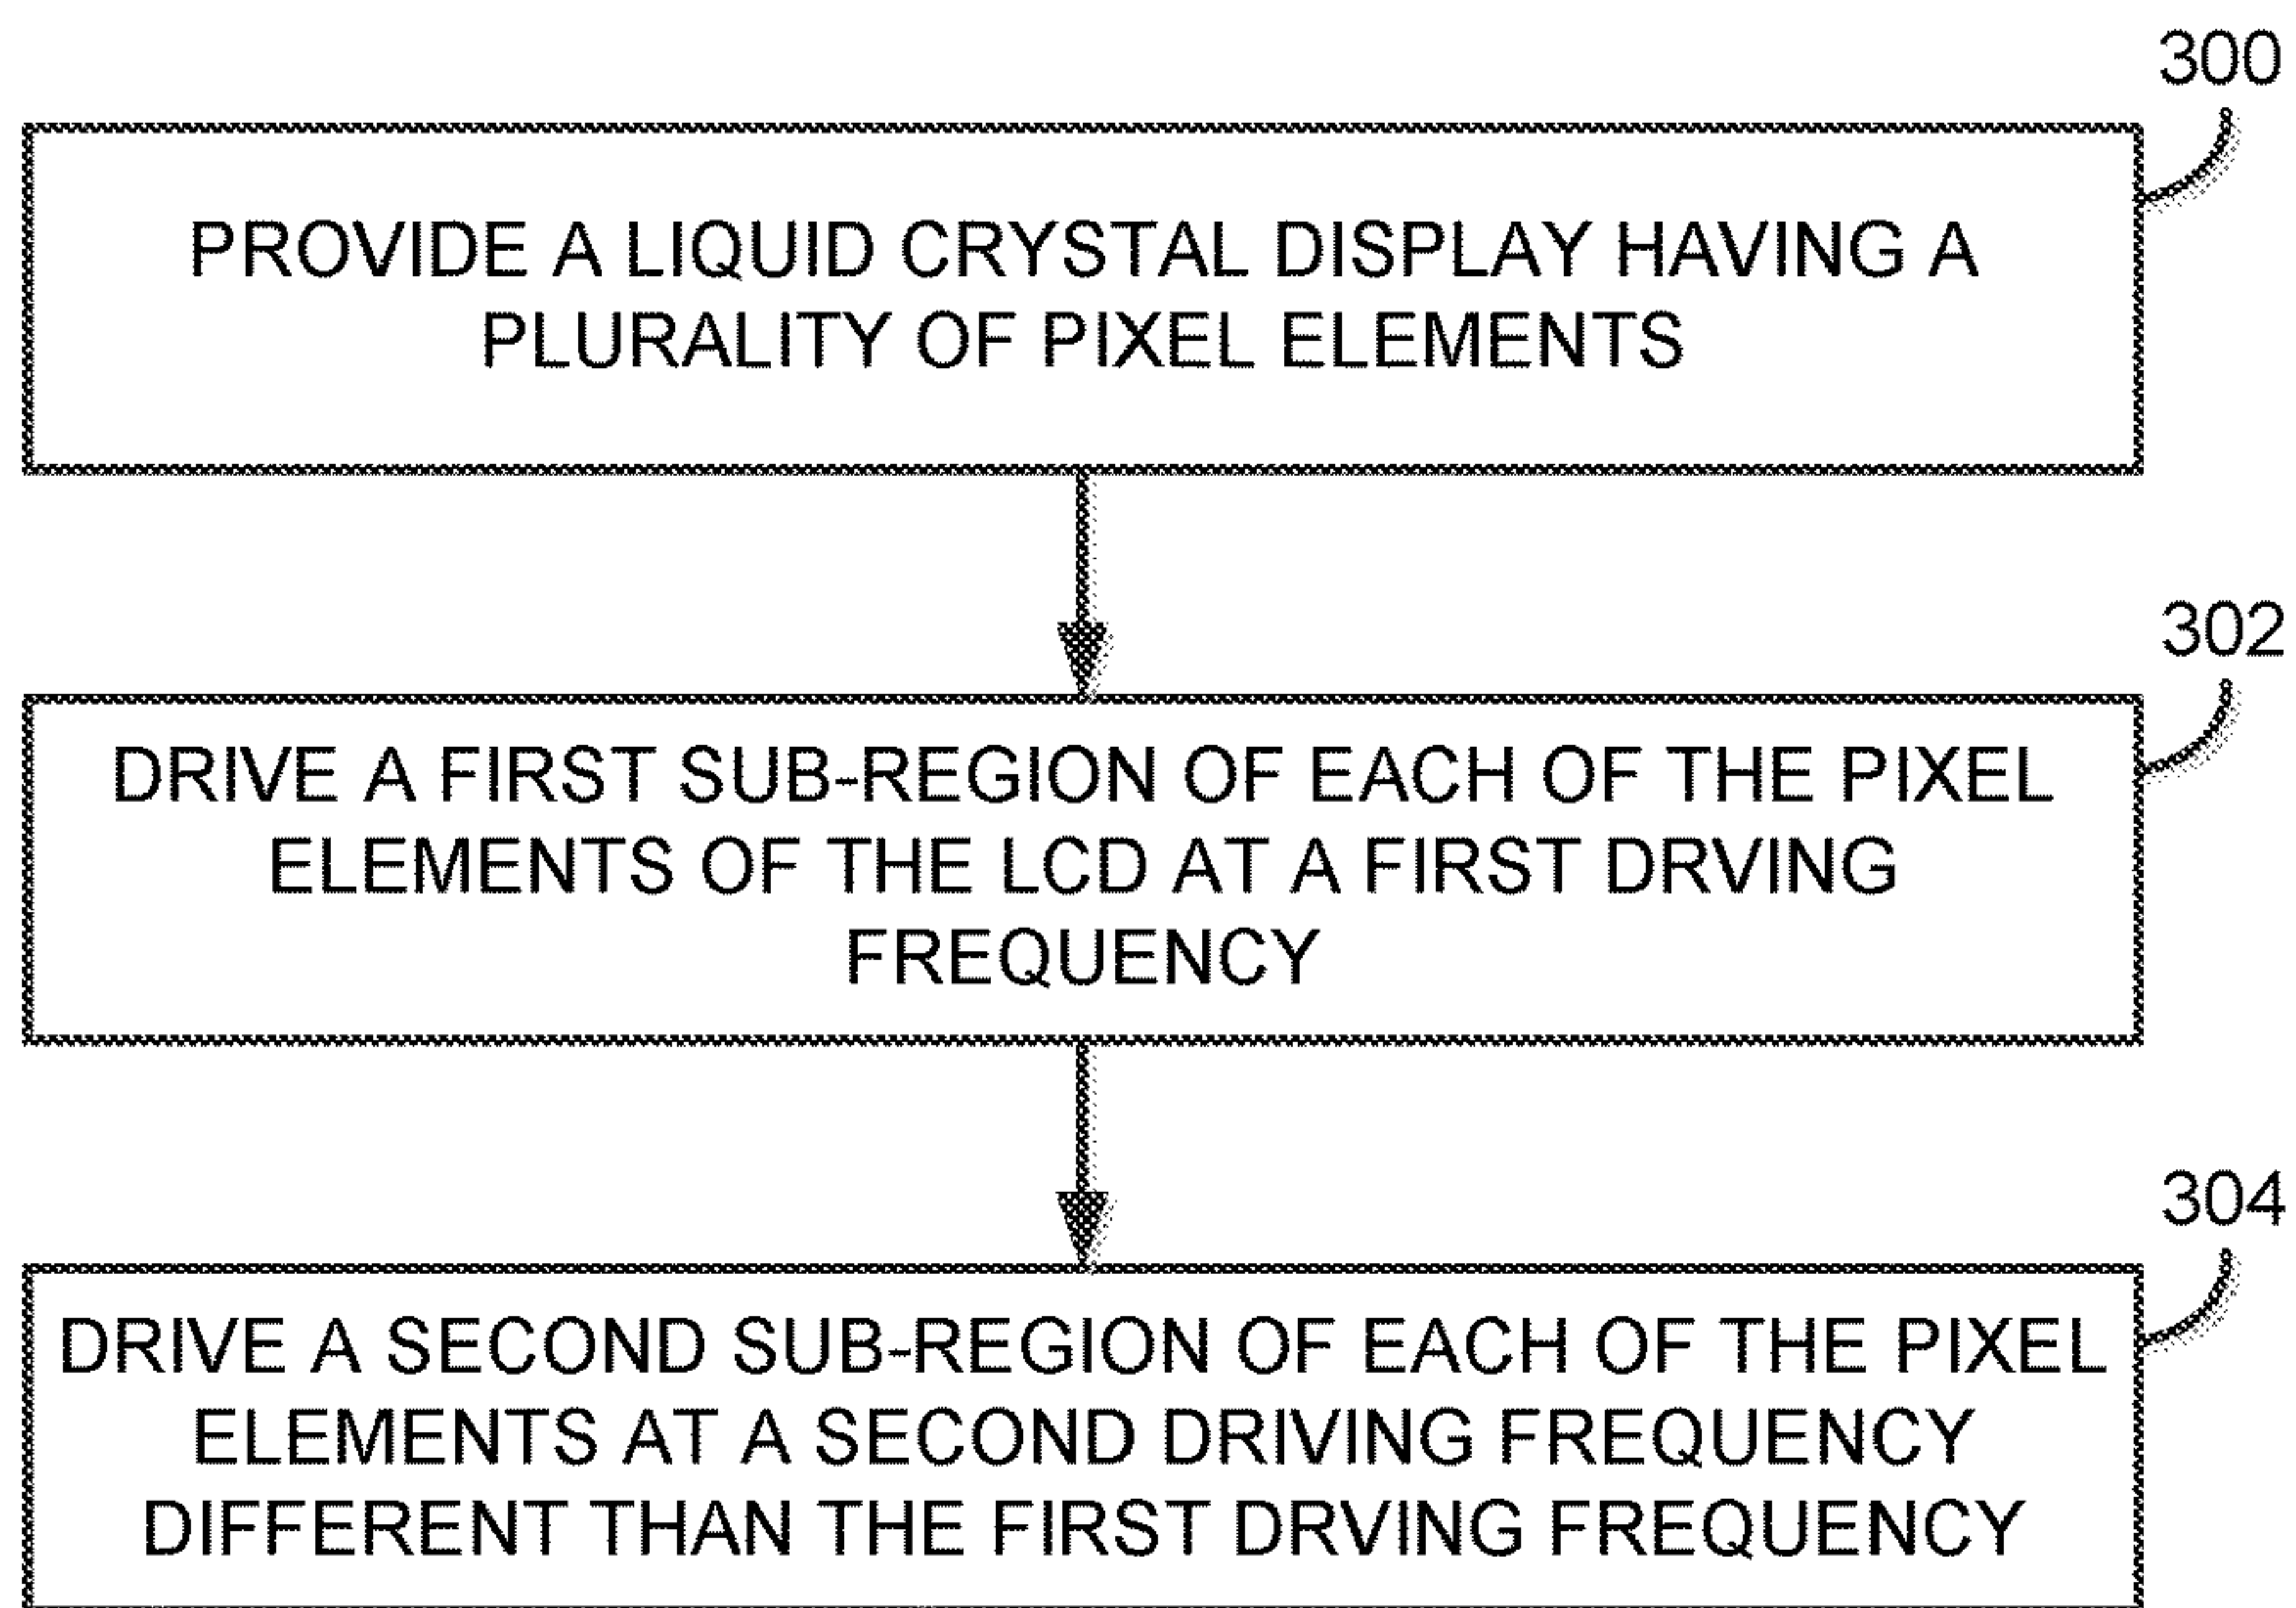 300
PROVIDE A LIQUID CRYSTAL DISPLAY HAVING A
PLURALITY OF PIXEL ELEMENTS
302
DRIVE A FIRST SUB-REGION OF EACH OF THE PIXEL
ELEMENTS OF THE LCD AT A FIRST DRVING
FREQUENCY
304
DRIVE A SECOND SUB-REGION OF EACH OF THE PIXEL
ELEMENTS AT A SECOND DRIVING FREQUENCY
DIFFERENT THAN THE FIRST DRVING FREQUENCY